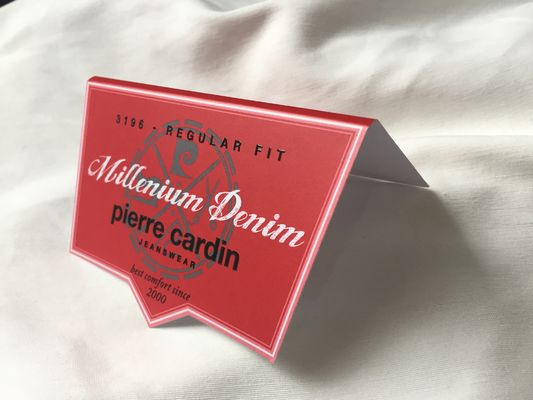 3196 - REGULAR FIT
Millenium Denim
pierre cardin
JEANSWEAR
best comfort since
2000